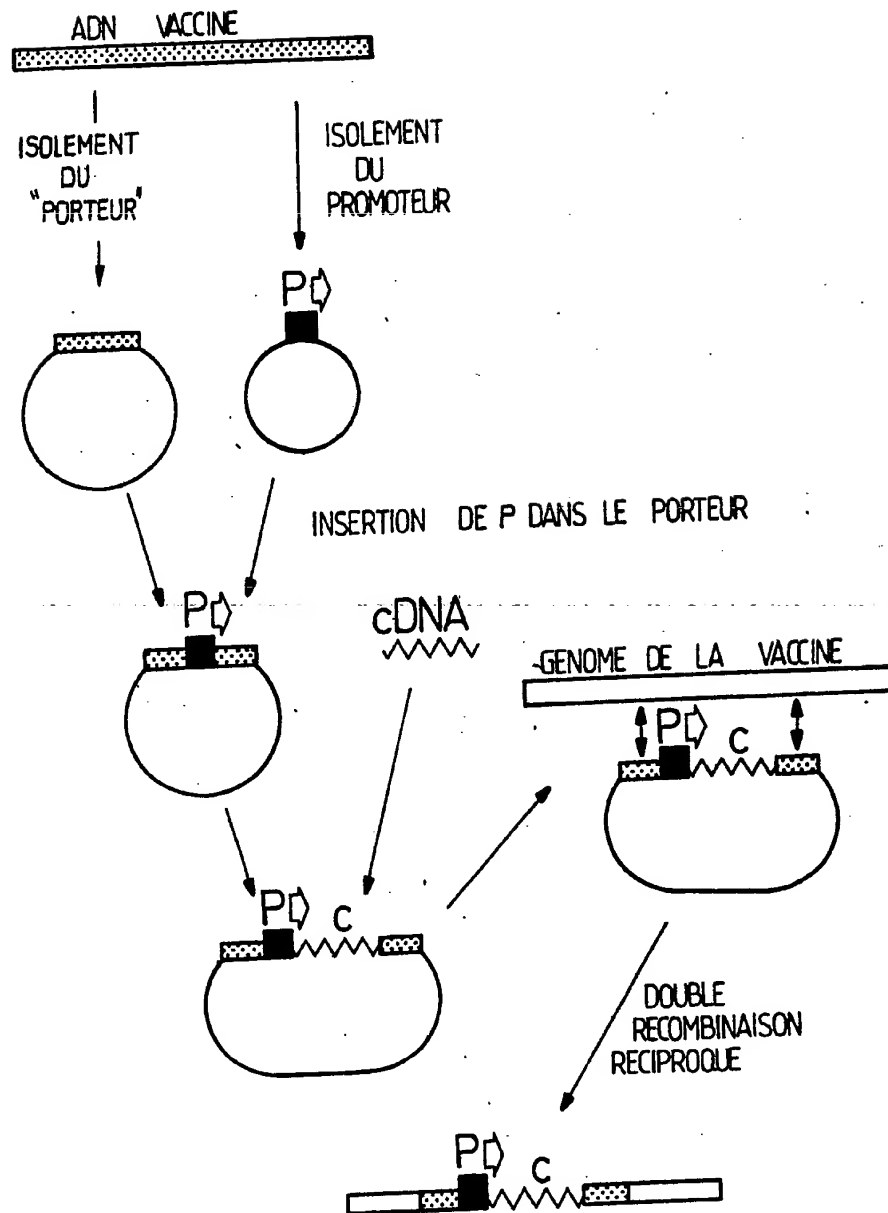 ADN VACCINE
ISOLEMENT
DU
"PORTEUR"
ISOLEMENT
DU
PROMOTEUR
P
INSERTION DE P DANS LE PORTEUR
P
cDNA
GENOME DE LA VACCINE
P
C
P
C
DOUBLE
RECOMBINAISON
RECIPROQUE
P
C